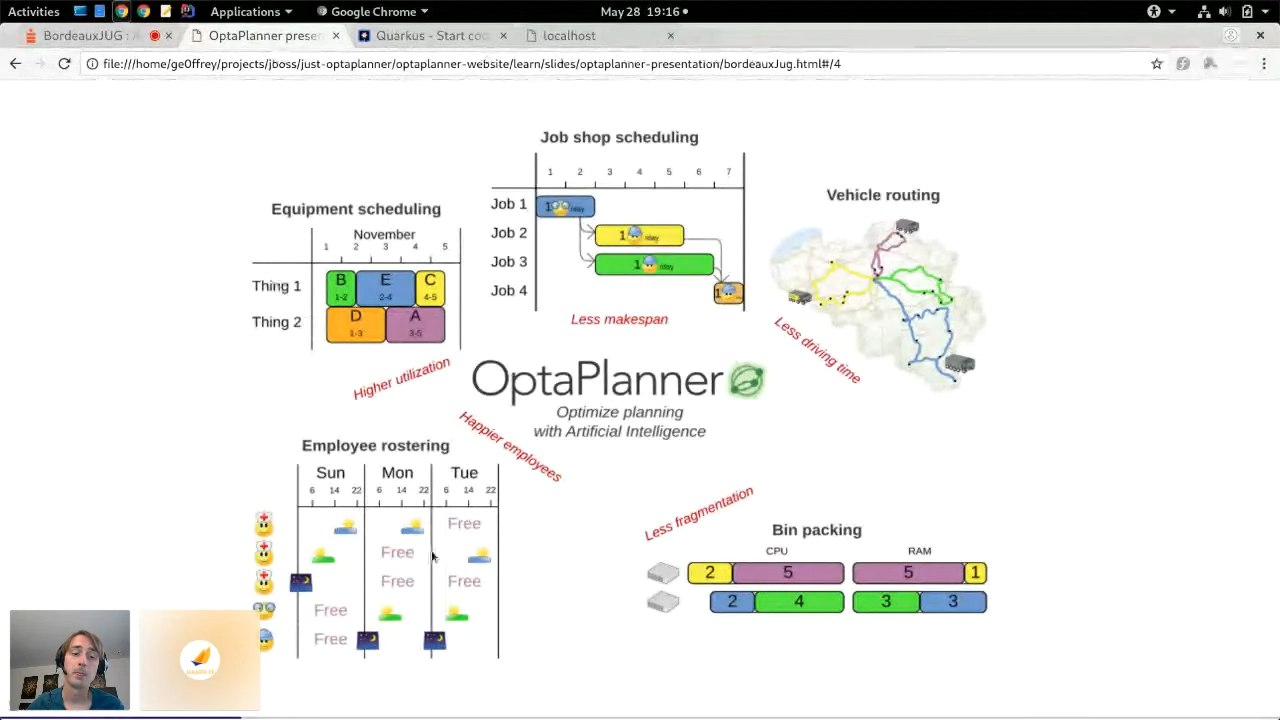 Activities
Applications
Google Chrome
May 28 19:16
BordeauxJUG :
OptaPlanner prese
Quarkus - Start co
localhost
file:///home/ge0ffrey/projects/jboss/just-optaplanner/optaplanner-website/learn/slides/optaplanner-presentation/bordeauxJug.html#/4
Job shop scheduling
1 2 3 4 5 6 7
Job 1
1
Job 2
1
Job 3
1
Job 4
1
Less makespan
Equipment scheduling
November
1 2 3 4 5
Thing 1
B
1-2
E
2-4
C
4-5
Thing 2
D
1-3
A
3-5
Higher utilization
Vehicle routing
Less driving time
OptaPlanner
Optimize planning
with Artificial Intelligence
Happier employees
Employee rostering
Sun Mon Tue
6 14 22 6 14 22 6 14 22
Free
Free
Free Free
Free
Free
Less fragmentation
Bin packing
CPU RAM
2 5 5 1
2 4 3 3